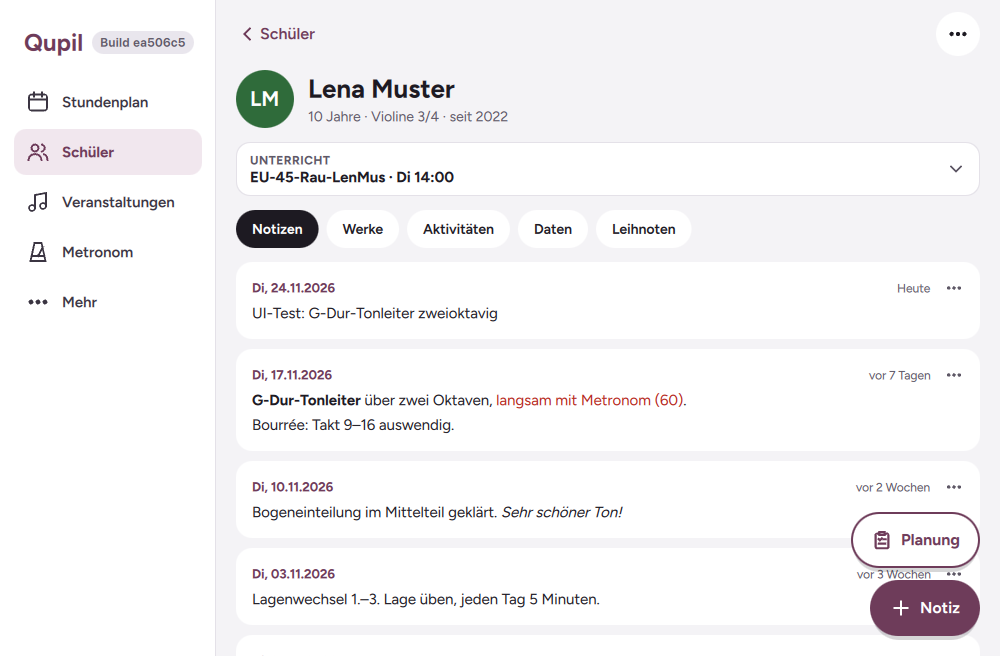 Qupil Build ea506c5
Stundenplan
Schüler
Veranstaltungen
Metronom
Mehr
Schüler
LM
Lena Muster
10 Jahre · Violine 3/4 · seit 2022
UNTERRICHT
EU-45-Rau-LenMus · Di 14:00
Notizen Werke Aktivitäten Daten Leihnoten
Di, 24.11.2026 Heute
UI-Test: G-Dur-Tonleiter zweioktavig
Di, 17.11.2026 vor 7 Tagen
G-Dur-Tonleiter über zwei Oktaven, langsam mit Metronom (60).
Bourrée: Takt 9–16 auswendig.
Di, 10.11.2026 vor 2 Wochen
Bogeneinteilung im Mittelteil geklärt. Sehr schöner Ton!
Planung
Di, 03.11.2026 vor 3 Wochen
Lagenwechsel 1.–3. Lage üben, jeden Tag 5 Minuten.
Notiz